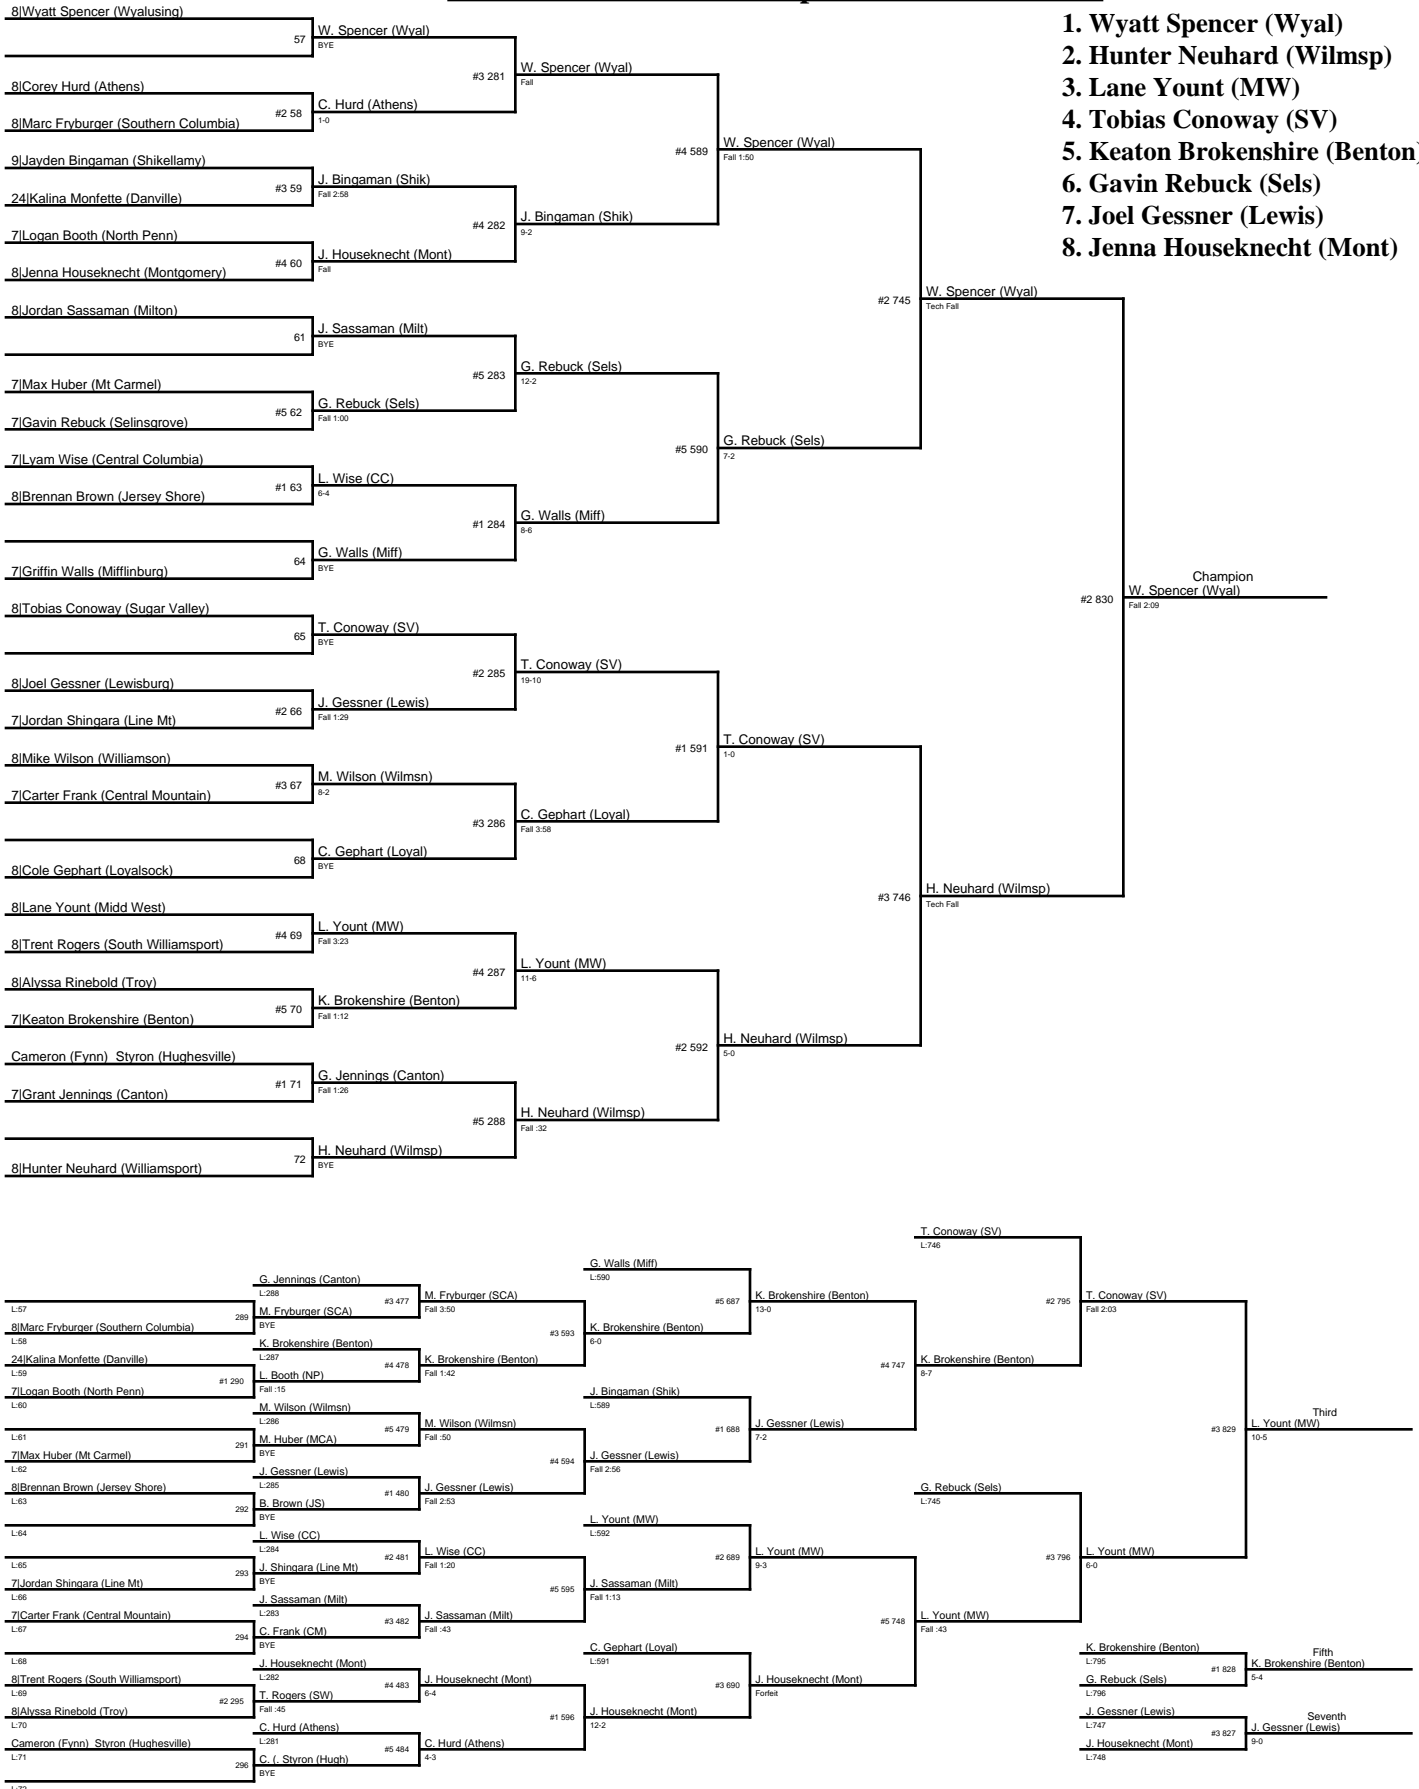 1. Wyatt Spencer (Wyal)
2. Hunter Neuhard (Wilmsp)
3. Lane Yount (MW)
4. Tobias Conoway (SV)
5. Keaton Brokenshire (Benton)
6. Gavin Rebuck (Sels)
7. Joel Gessner (Lewis)
8. Jenna Houseknecht (Mont)
8|Wyatt Spencer (Wyalusing)
57
8|Corey Hurd (Athens)
#2 58
8|Marc Fryburger (Southern Columbia)
9|Jayden Bingaman (Shikellamy)
#3 59
24|Kalina Monfette (Danville)
7|Logan Booth (North Penn)
#4 60
8|Jenna Houseknecht (Montgomery)
8|Jordan Sassaman (Milton)
61
7|Max Huber (Mt Carmel)
#5 62
7|Gavin Rebuck (Selinsgrove)
7|Lyam Wise (Central Columbia)
#1 63
8|Brennan Brown (Jersey Shore)
64
7|Griffin Walls (Mifflinburg)
8|Tobias Conoway (Sugar Valley)
65
8|Joel Gessner (Lewisburg)
#2 66
7|Jordan Shingara (Line Mt)
8|Mike Wilson (Williamson)
#3 67
7|Carter Frank (Central Mountain)
68
8|Cole Gephart (Loyalsock)
8|Lane Yount (Midd West)
#4 69
8|Trent Rogers (South Williamsport)
8|Alyssa Rinebold (Troy)
#5 70
7|Keaton Brokenshire (Benton)
Cameron (Fynn)  Styron (Hughesville)
#1 71
7|Grant Jennings (Canton)
72
8|Hunter Neuhard (Williamsport)
W. Spencer (Wyal)
BYE
#3 281
C. Hurd (Athens)
1-0
J. Bingaman (Shik)
Fall 2:58
#4 282
J. Houseknecht (Mont)
Fall
J. Sassaman (Milt)
BYE
#5 283
G. Rebuck (Sels)
Fall 1:00
L. Wise (CC)
6-4
#1 284
G. Walls (Miff)
BYE
T. Conoway (SV)
BYE
#2 285
J. Gessner (Lewis)
Fall 1:29
M. Wilson (Wilmsn)
8-2
#3 286
C. Gephart (Loyal)
BYE
L. Yount (MW)
Fall 3:23
#4 287
K. Brokenshire (Benton)
Fall 1:12
G. Jennings (Canton)
Fall 1:26
#5 288
H. Neuhard (Wilmsp)
BYE
W. Spencer (Wyal)
Fall
#4 589
J. Bingaman (Shik)
9-2
G. Rebuck (Sels)
12-2
#5 590
G. Walls (Miff)
8-6
T. Conoway (SV)
19-10
#1 591
C. Gephart (Loyal)
Fall 3:58
L. Yount (MW)
11-6
#2 592
H. Neuhard (Wilmsp)
Fall :32
W. Spencer (Wyal)
Fall 1:50
#2 745
G. Rebuck (Sels)
7-2
T. Conoway (SV)
1-0
#3 746
H. Neuhard (Wilmsp)
5-0
W. Spencer (Wyal)
Tech Fall
#2 830
H. Neuhard (Wilmsp)
Tech Fall
Champion
W. Spencer (Wyal)
Fall 2:09
L:57
289
8|Marc Fryburger (Southern Columbia)
L:58
24|Kalina Monfette (Danville)
L:59
#1 290
7|Logan Booth (North Penn)
L:60
L:61
291
7|Max Huber (Mt Carmel)
L:62
8|Brennan Brown (Jersey Shore)
L:63
292
L:64
L:65
293
7|Jordan Shingara (Line Mt)
L:66
7|Carter Frank (Central Mountain)
L:67
294
L:68
8|Trent Rogers (South Williamsport)
L:69
#2 295
8|Alyssa Rinebold (Troy)
L:70
Cameron (Fynn)  Styron (Hughesville)
L:71
296
L:72
G. Jennings (Canton)
L:288
#3 477
M. Fryburger (SCA)
BYE
K. Brokenshire (Benton)
L:287
#4 478
L. Booth (NP)
Fall :15
M. Wilson (Wilmsn)
L:286
#5 479
M. Huber (MCA)
BYE
J. Gessner (Lewis)
L:285
#1 480
B. Brown (JS)
BYE
L. Wise (CC)
L:284
#2 481
J. Shingara (Line Mt)
BYE
J. Sassaman (Milt)
L:283
#3 482
C. Frank (CM)
BYE
J. Houseknecht (Mont)
L:282
#4 483
T. Rogers (SW)
Fall :45
C. Hurd (Athens)
L:281
#5 484
C. (. Styron (Hugh)
BYE
M. Fryburger (SCA)
Fall 3:50
#3 593
K. Brokenshire (Benton)
Fall 1:42
M. Wilson (Wilmsn)
Fall :50
#4 594
J. Gessner (Lewis)
Fall 2:53
L. Wise (CC)
Fall 1:20
#5 595
J. Sassaman (Milt)
Fall :43
J. Houseknecht (Mont)
6-4
#1 596
C. Hurd (Athens)
4-3
G. Walls (Miff)
L:590
#5 687
K. Brokenshire (Benton)
6-0
J. Bingaman (Shik)
L:589
#1 688
J. Gessner (Lewis)
Fall 2:56
L. Yount (MW)
L:592
#2 689
J. Sassaman (Milt)
Fall 1:13
C. Gephart (Loyal)
L:591
#3 690
J. Houseknecht (Mont)
12-2
K. Brokenshire (Benton)
13-0
#4 747
J. Gessner (Lewis)
7-2
L. Yount (MW)
9-3
#5 748
J. Houseknecht (Mont)
Forfeit
T. Conoway (SV)
L:746
#2 795
K. Brokenshire (Benton)
8-7
G. Rebuck (Sels)
L:745
#3 796
L. Yount (MW)
Fall :43
T. Conoway (SV)
Fall 2:03
#3 829
L. Yount (MW)
6-0
Third
L. Yount (MW)
10-5
K. Brokenshire (Benton)
L:795
#1 828
G. Rebuck (Sels)
L:796
Fifth
K. Brokenshire (Benton)
5-4
J. Gessner (Lewis)
L:747
#3 827
J. Houseknecht (Mont)
L:748
Seventh
J. Gessner (Lewis)
9-0